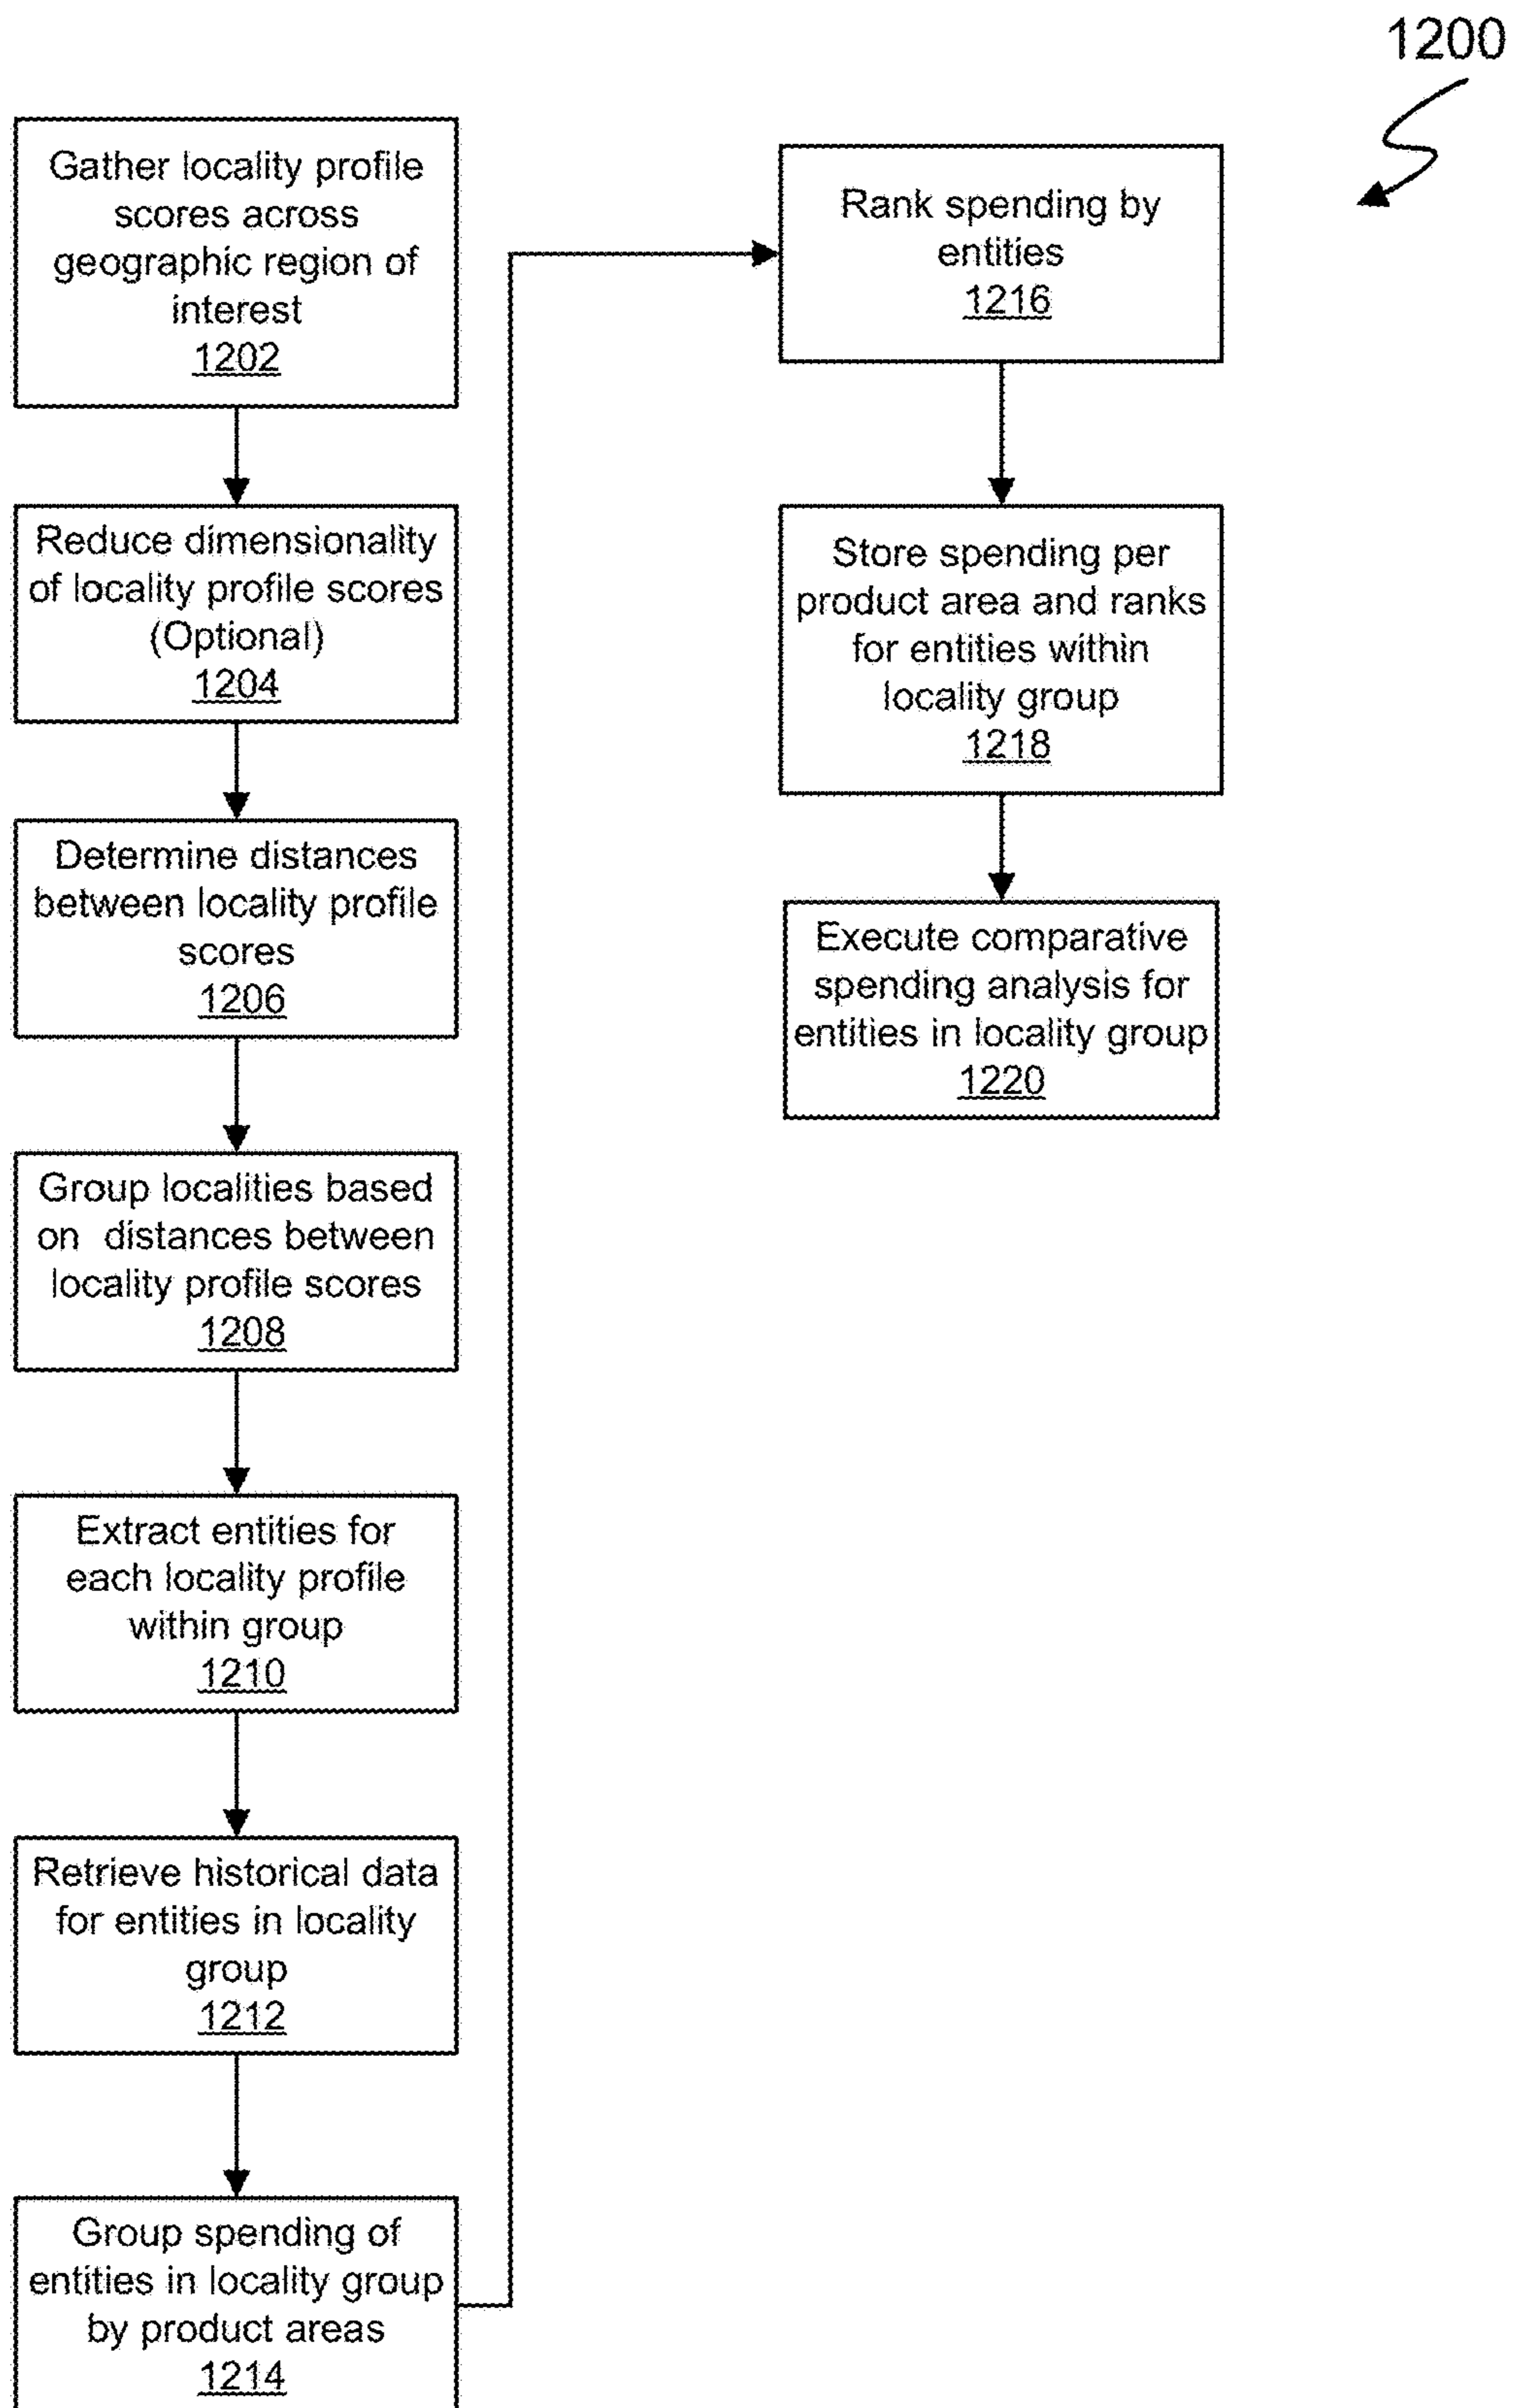 1200
Gather locality profile
scores across
geographic region of
interest
1202
Reduce dimensionality
of locality profile scores
(Optional)
1204
Determine distances
between locality profile
scores
1206
Group localities based
on distances between
locality profile scores
1208
Extract entities for
each locality profile
within group
1210
Retrieve historical data
for entities in locality
group
1212
Group spending of
entities in locality group
by product areas
1214
Rank spending by
entities
1216
Store spending per
product area and ranks
for entities within
locality group
1218
Execute comparative
spending analysis for
entities in locality group
1220